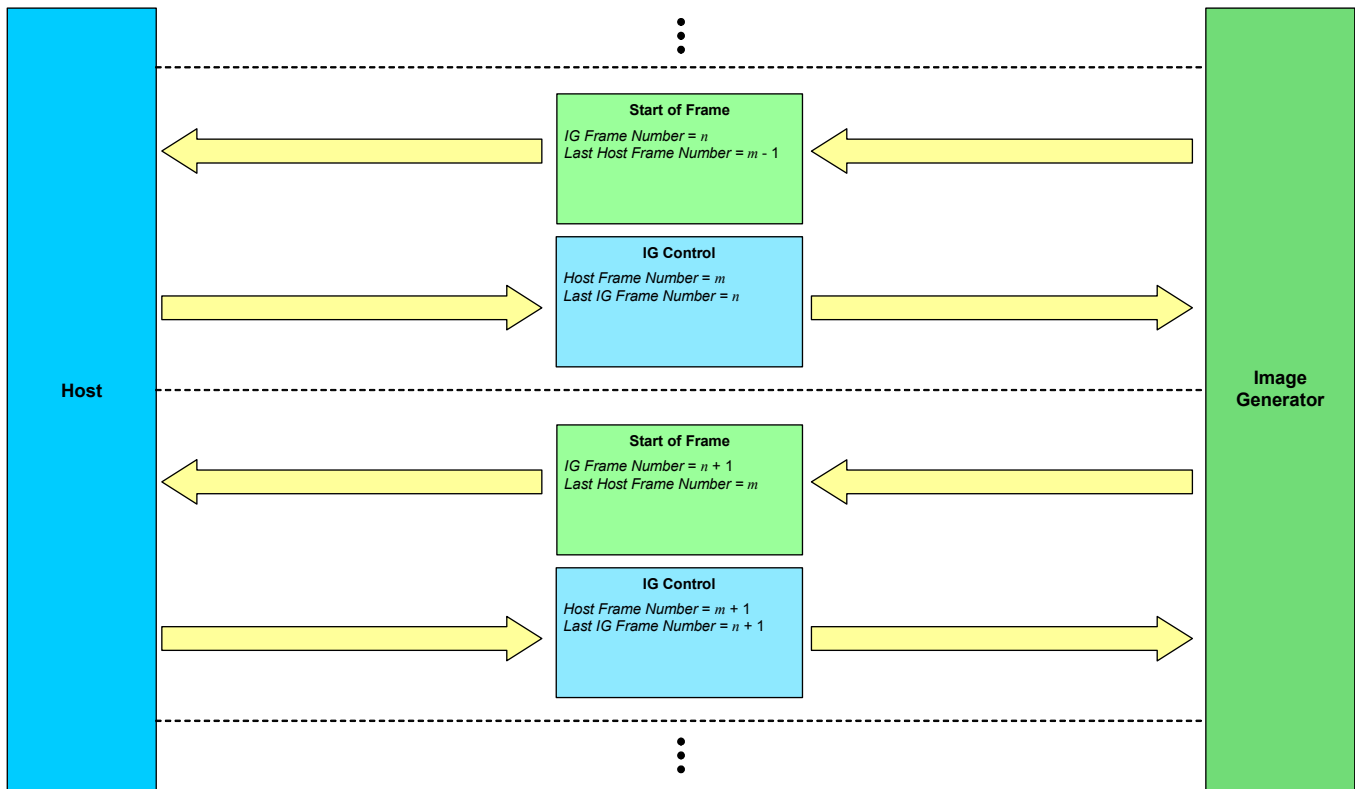 Start of Frame
IG Frame Number = n
Last Host Frame Number = m - 1
IG Control
Host Frame Number = m
Last IG Frame Number = n
Host
Image
Generator
Start of Frame
IG Frame Number = n + 1
Last Host Frame Number = m
IG Control
Host Frame Number = m + 1
Last IG Frame Number = n + 1